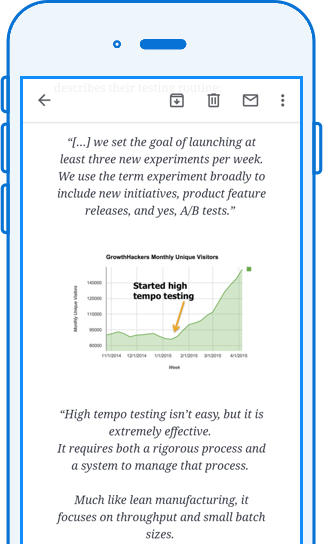 describes their testing routine:
“[...] we set the goal of launching at
least three new experiments per week.
We use the term experiment broadly to
include new initiatives, product feature
releases, and yes, A/B tests.”
GrowthHackers Monthly Unique Visitors
Started high
tempo testing
Monthly Unique Visitors
140000
120000
110000
95000
80000
11/1/2014 12/1/2014 1/1/2015 2/1/2015 3/1/2015 4/1/2015
Week
“High tempo testing isn’t easy, but it is
extremely effective.
It requires both a rigorous process and
a system to manage that process.
Much like lean manufacturing, it
focuses on throughput and small batch
sizes.